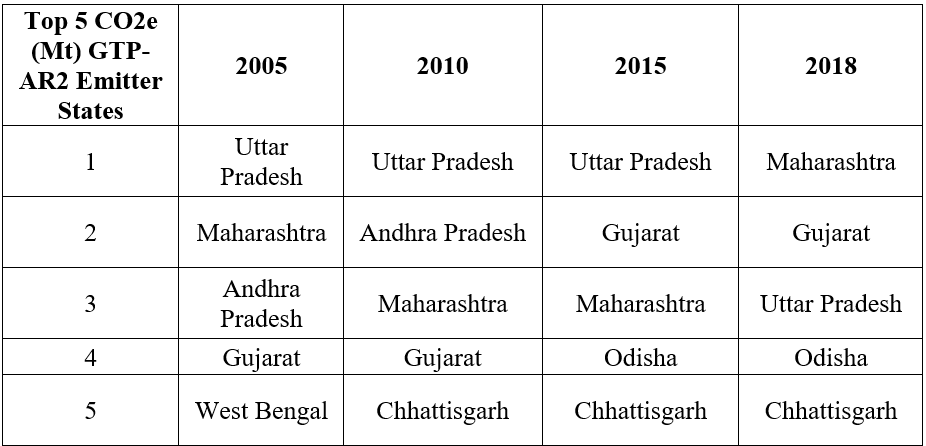 Top 5 CO2e
(Mt) GTP-
AR2 Emitter
States
2005
2010
2015
2018
1
Uttar
Pradesh
Uttar Pradesh
Uttar Pradesh
Maharashtra
2
Maharashtra
Andhra Pradesh
Gujarat
Gujarat
3
Andhra
Pradesh
Maharashtra
Maharashtra
Uttar Pradesh
4
Gujarat
Gujarat
Odisha
Odisha
5
West Bengal
Chhattisgarh
Chhattisgarh
Chhattisgarh